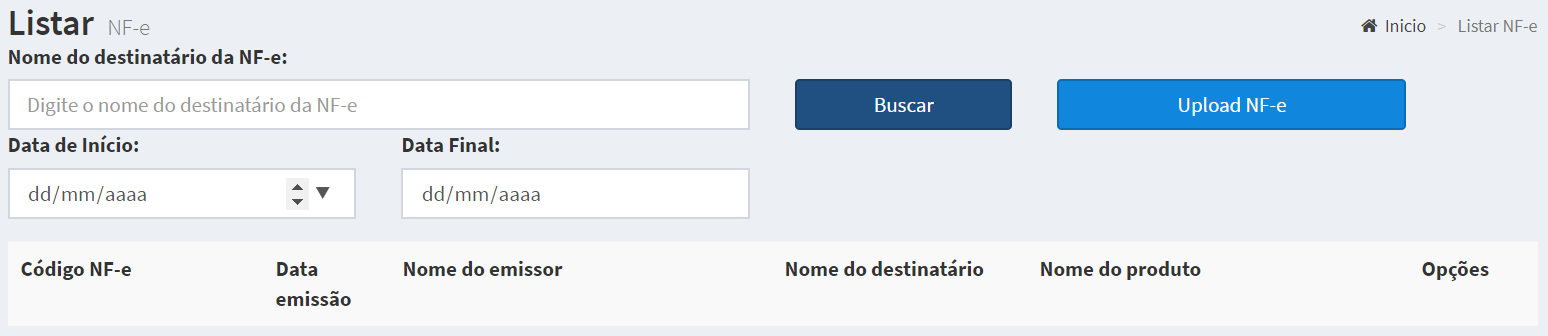 Listar NF-e
Inicio > Listar NF-e
Nome do destinatário da NF-e:
Digite o nome do destinatário da NF-e
Buscar
Upload NF-e
Data de Início:
Data Final:
dd/mm/aaaa
dd/mm/aaaa
Código NF-e
Data
emissão
Nome do emissor
Nome do destinatário
Nome do produto
Opções